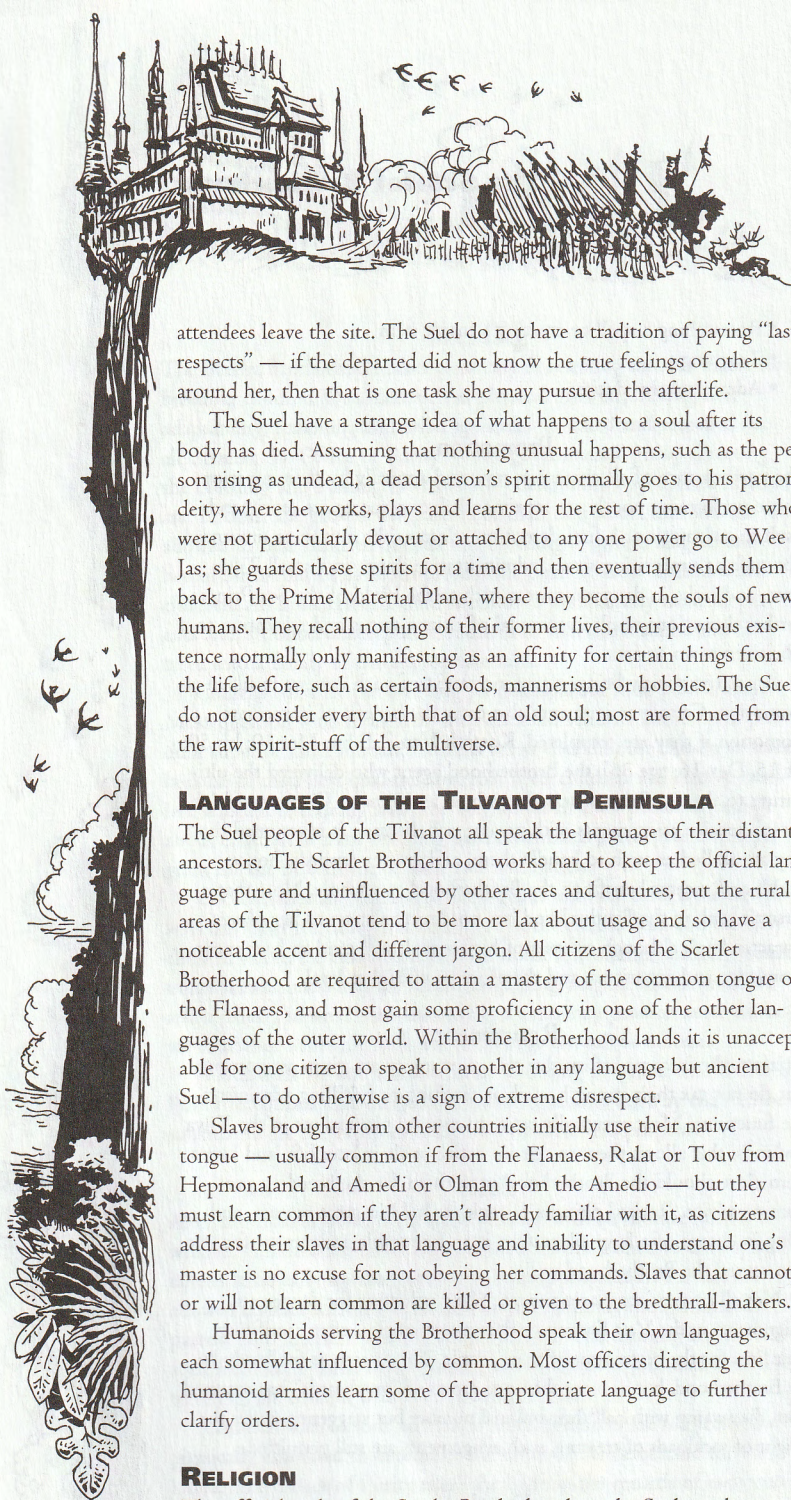 attendees leave the site. The Suel do not have a tradition of paying “las
respects” — if the departed did not know the true feelings of others
around her, then that is one task she may pursue in the afterlife.
The Suel have a strange idea of what happens to a soul after its
body has died. Assuming that nothing unusual happens, such as the pe
son rising as undead, a dead person’s spirit normally goes to his patron
deity, where he works, plays and learns for the rest of time. Those who
were not particularly devout or attached to any one power go to Wee
Jas; she guards these spirits for a time and then eventually sends them
back to the Prime Material Plane, where they become the souls of new
humans. They recall nothing of their former lives, their previous exis-
tence normally only manifesting as an affinity for certain things from
the life before, such as certain foods, mannerisms or hobbies. The Sue
do not consider every birth that of an old soul; most are formed from
the raw spirit-stuff of the multiverse.
LANGUAGES OF THE TILVANOT PENINSULA
The Suel people of the Tilvanot all speak the language of their distant
ancestors. The Scarlet Brotherhood works hard to keep the official lan
guage pure and uninfluenced by other races and cultures, but the rural
areas of the Tilvanot tend to be more lax about usage and so have a
noticeable accent and different jargon. All citizens of the Scarlet
Brotherhood are required to attain a mastery of the common tongue o
the Flanaess, and most gain some proficiency in one of the other lan-
guages of the outer world. Within the Brotherhood lands it is unaccep
able for one citizen to speak to another in any language but ancient
Suel — to do otherwise is a sign of extreme disrespect.
Slaves brought from other countries initially use their native
tongue — usually common if from the Flanaess, Ralat or Touv from
Hepmonaland and Amedi or Olman from the Amedio — but they
must learn common if they aren’t already familiar with it, as citizens
address their slaves in that language and inability to understand one’s
master is no excuse for not obeying her commands. Slaves that cannot
or will not learn common are killed or given to the bredthrall-makers.
Humanoids serving the Brotherhood speak their own languages,
each somewhat influenced by common. Most officers directing the
humanoid armies learn some of the appropriate language to further
clarify orders.
RELIGION